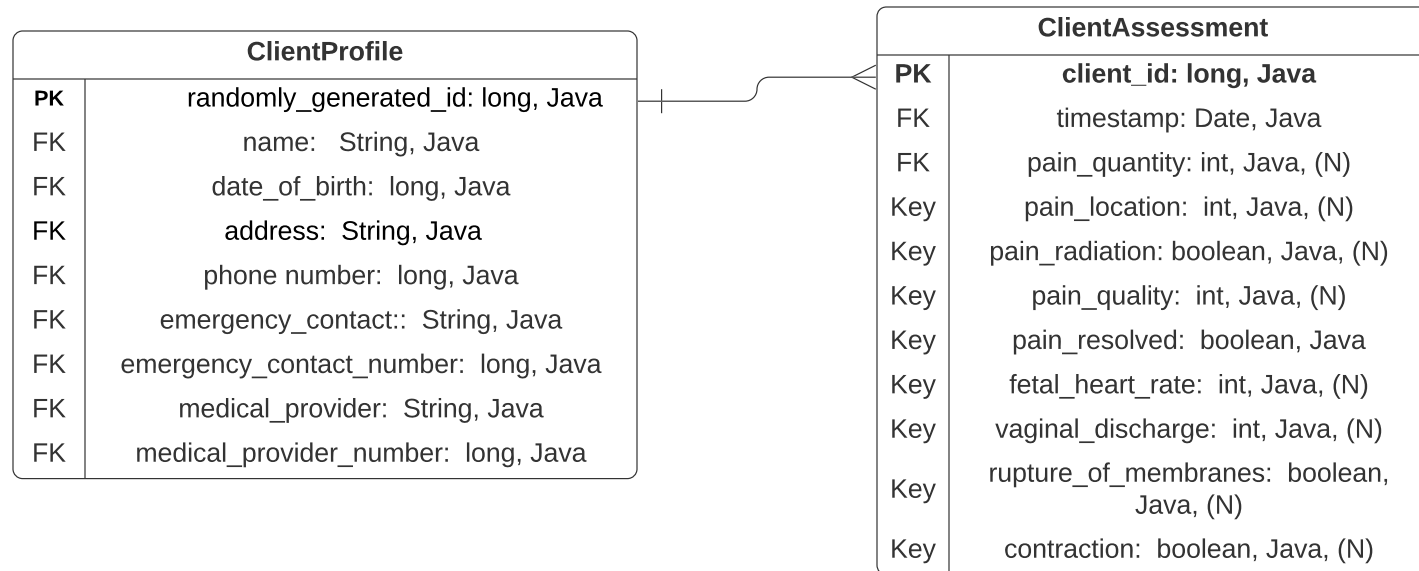 ClientProfile
PK randomly_generated_id: long, Java
FK name: String, Java
FK date_of_birth: long, Java
FK address: String, Java
FK phone number: long, Java
FK emergency_contact:: String, Java
FK emergency_contact_number: long, Java
FK medical_provider: String, Java
FK medical_provider_number: long, Java
ClientAssessment
PK client_id: long, Java
FK timestamp: Date, Java
FK pain_quantity: int, Java, (N)
Key pain_location: int, Java, (N)
Key pain_radiation: boolean, Java, (N)
Key pain_quality: int, Java, (N)
Key pain_resolved: boolean, Java
Key fetal_heart_rate: int, Java, (N)
Key vaginal_discharge: int, Java, (N)
Key rupture_of_membranes: boolean,
Java, (N)
Key contraction: boolean, Java, (N)